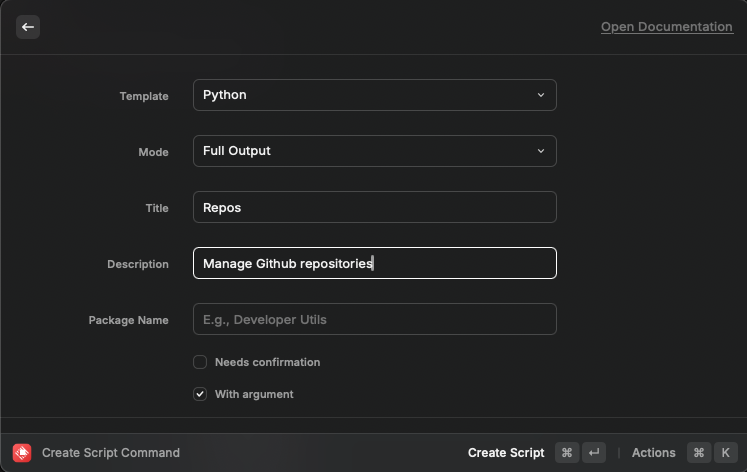 Open Documentation
Template Python
Mode Full Output
Title Repos
Description Manage Github repositories
Package Name E.g., Developer Utils
Needs confirmation
With argument
Create Script Command Create Script ⌘ ↵ Actions ⌘ K